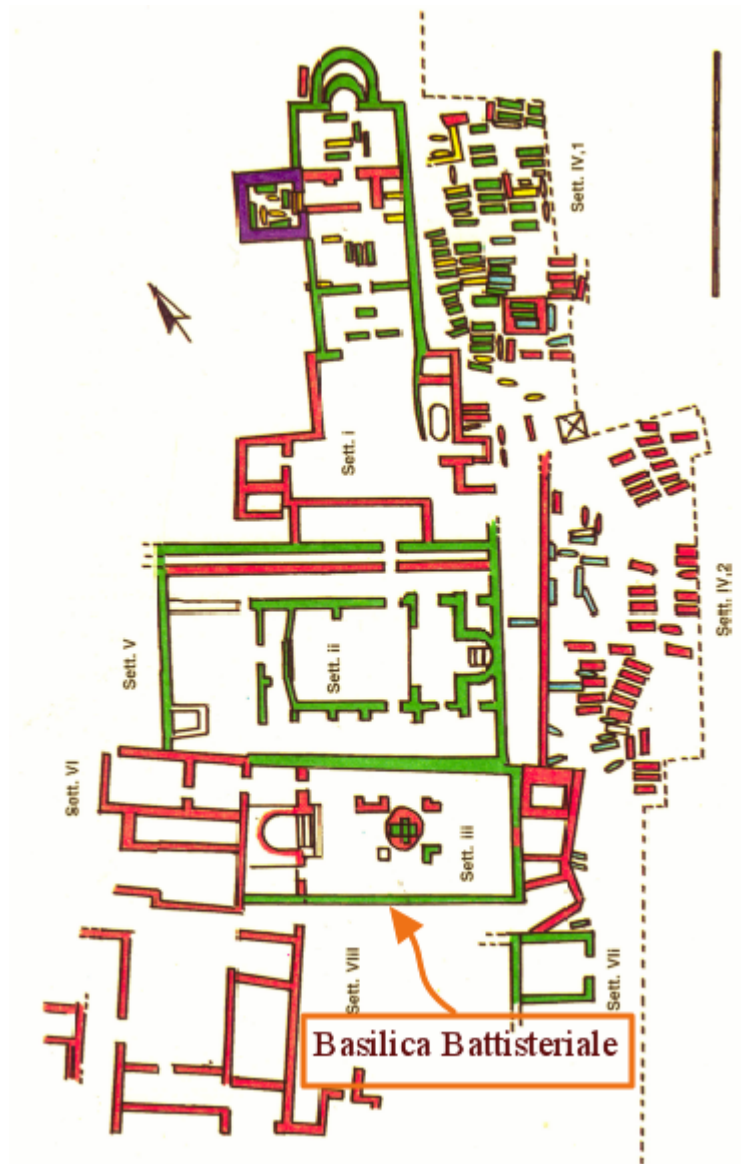 Sett. IV,1
Sett. i
Sett. IV,2
Sett. V
Sett. ii
Sett. VI
Sett. iii
Sett. VIII
Sett. VIi
Basilica Battisteriale